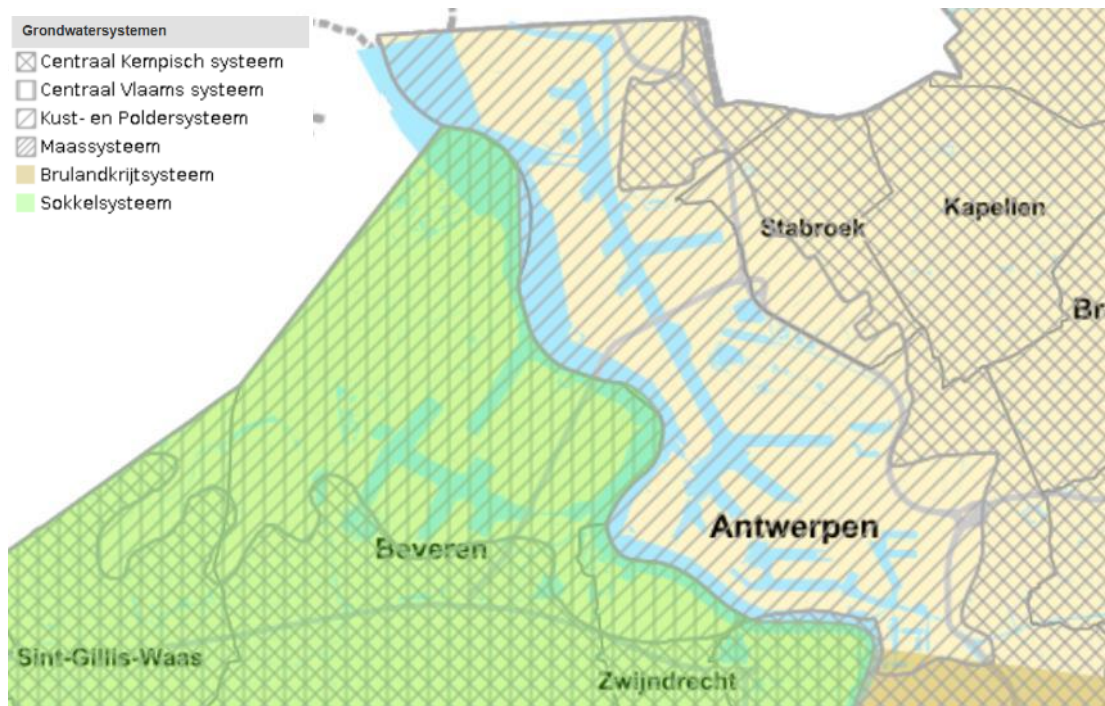 Grondwatersystemen
Centraal Kempisch systeem
Centraal Vlaams systeem
Kust- en Poldersysteem
Maassysteem
Brulandkrijtsysteem
Sokkelsysteem
Kapellen
Stabroek
Br
Antwerpen
Beveren
Sint-Gillis-Waas
Zwijndrecht